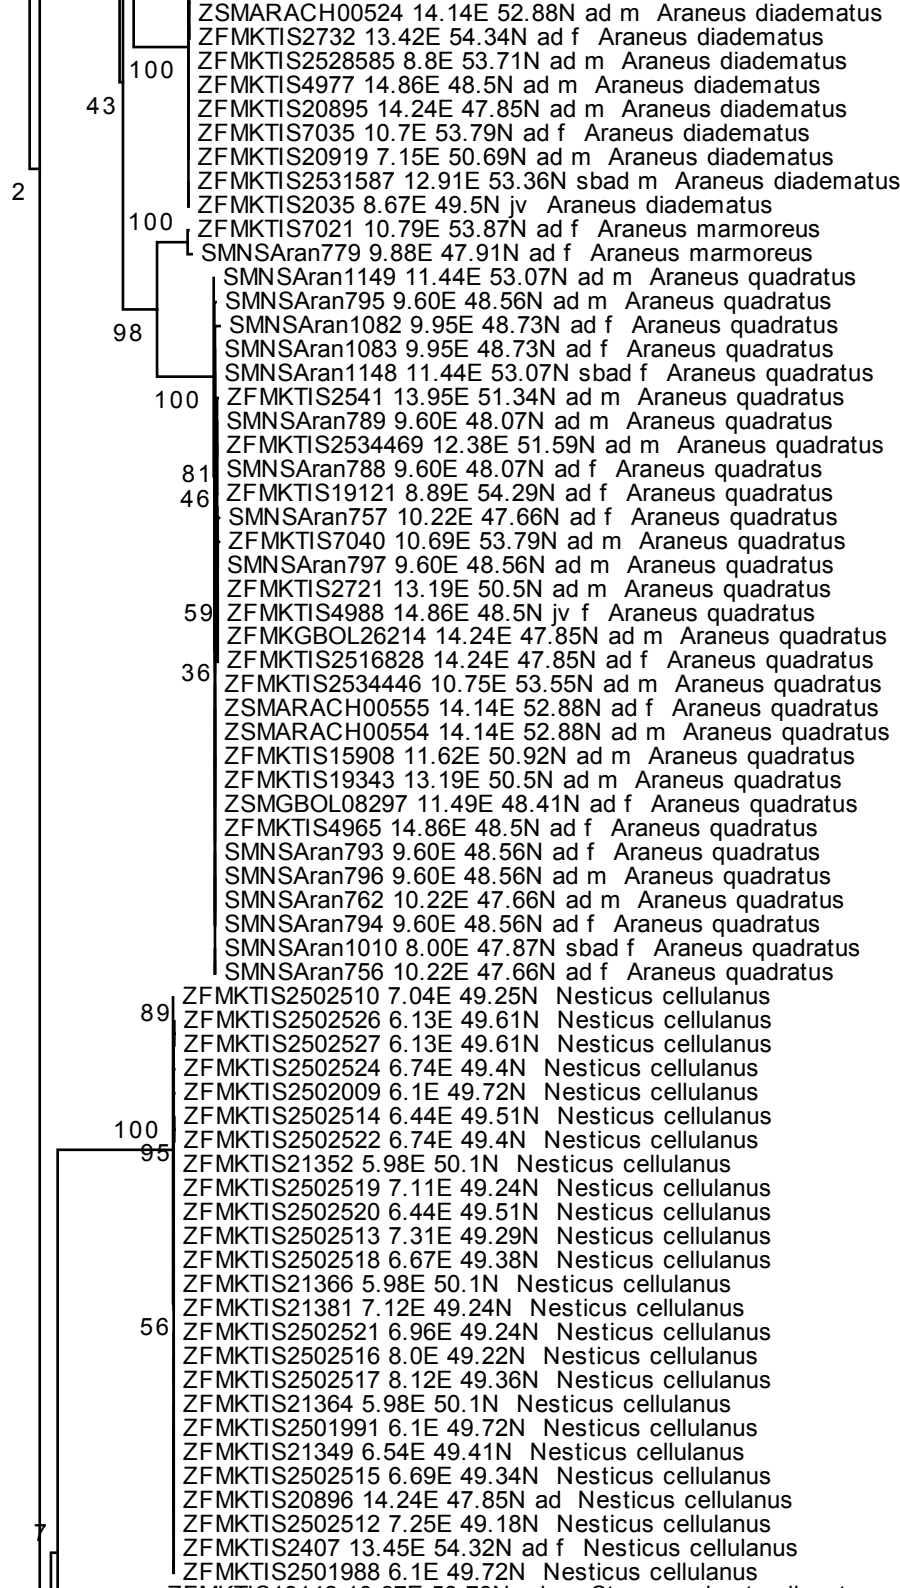 ZSMARACH00524 14.14E 52.88N ad m Araneus diadematus
ZFMKTIS2732 13.42E 54.34N ad f Araneus diadematus
ZFMKTIS2528585 8.8E 53.71N ad m Araneus diadematus
100
ZFMKTIS4977 14.86E 48.5N ad m Araneus diadematus
43
ZFMKTIS20895 14.24E 47.85N ad m Araneus diadematus
ZFMKTIS7035 10.7E 53.79N ad f Araneus diadematus
ZFMKTIS20919 7.15E 50.69N ad m Araneus diadematus
2
ZFMKTIS2531587 12.91E 53.36N sbad m Araneus diadematus
ZFMKTIS2035 8.67E 49.5N jv Araneus diadematus
100
ZFMKTIS7021 10.79E 53.87N ad f Araneus marmoreus
SMNSAran779 9.88E 47.91N ad f Araneus marmoreus
SMNSAran1149 11.44E 53.07N ad m Araneus quadratus
SMNSAran795 9.60E 48.56N ad m Araneus quadratus
98
SMNSAran1082 9.95E 48.73N ad f Araneus quadratus
SMNSAran1083 9.95E 48.73N ad f Araneus quadratus
SMNSAran1148 11.44E 53.07N sbad f Araneus quadratus
100
ZFMKTIS2541 13.95E 51.34N ad m Araneus quadratus
SMNSAran789 9.60E 48.07N ad m Araneus quadratus
ZFMKTIS2534469 12.38E 51.59N ad m Araneus quadratus
81
SMNSAran788 9.60E 48.07N ad f Araneus quadratus
46
ZFMKTIS19121 8.89E 54.29N ad f Araneus quadratus
SMNSAran757 10.22E 47.66N ad f Araneus quadratus
ZFMKTIS7040 10.69E 53.79N ad m Araneus quadratus
SMNSAran797 9.60E 48.56N ad m Araneus quadratus
ZFMKTIS2721 13.19E 50.5N ad m Araneus quadratus
59
ZFMKTIS4988 14.86E 48.5N jv f Araneus quadratus
ZFMKGBOL26214 14.24E 47.85N ad m Araneus quadratus
36
ZFMKTIS2516828 14.24E 47.85N ad f Araneus quadratus
ZFMKTIS2534446 10.75E 53.55N ad m Araneus quadratus
ZSMARACH00555 14.14E 52.88N ad f Araneus quadratus
ZSMARACH00554 14.14E 52.88N ad m Araneus quadratus
ZFMKTIS15908 11.62E 50.92N ad m Araneus quadratus
ZFMKTIS19343 13.19E 50.5N ad m Araneus quadratus
ZSMGBOL08297 11.49E 48.41N ad f Araneus quadratus
ZFMKTIS4965 14.86E 48.5N ad f Araneus quadratus
SMNSAran793 9.60E 48.56N ad f Araneus quadratus
SMNSAran796 9.60E 48.56N ad m Araneus quadratus
SMNSAran762 10.22E 47.66N ad m Araneus quadratus
SMNSAran794 9.60E 48.56N ad f Araneus quadratus
SMNSAran1010 8.00E 47.87N sbad f Araneus quadratus
SMNSAran756 10.22E 47.66N ad f Araneus quadratus
ZFMKTIS2502510 7.04E 49.25N Nesticus cellulanus
89
ZFMKTIS2502526 6.13E 49.61N Nesticus cellulanus
ZFMKTIS2502527 6.13E 49.61N Nesticus cellulanus
ZFMKTIS2502524 6.74E 49.4N Nesticus cellulanus
ZFMKTIS2502009 6.1E 49.72N Nesticus cellulanus
ZFMKTIS2502514 6.44E 49.51N Nesticus cellulanus
100
ZFMKTIS2502522 6.74E 49.4N Nesticus cellulanus
95
ZFMKTIS21352 5.98E 50.1N Nesticus cellulanus
ZFMKTIS2502519 7.11E 49.24N Nesticus cellulanus
ZFMKTIS2502520 6.44E 49.51N Nesticus cellulanus
ZFMKTIS2502513 7.31E 49.29N Nesticus cellulanus
ZFMKTIS2502518 6.67E 49.38N Nesticus cellulanus
ZFMKTIS21366 5.98E 50.1N Nesticus cellulanus
ZFMKTIS21381 7.12E 49.24N Nesticus cellulanus
56
ZFMKTIS2502521 6.96E 49.24N Nesticus cellulanus
ZFMKTIS2502516 8.0E 49.22N Nesticus cellulanus
ZFMKTIS2502517 8.12E 49.36N Nesticus cellulanus
ZFMKTIS21364 5.98E 50.1N Nesticus cellulanus
ZFMKTIS2501991 6.1E 49.72N Nesticus cellulanus
ZFMKTIS21349 6.54E 49.41N Nesticus cellulanus
ZFMKTIS2502515 6.69E 49.34N Nesticus cellulanus
ZFMKTIS20896 14.24E 47.85N ad Nesticus cellulanus
ZFMKTIS2502512 7.25E 49.18N Nesticus cellulanus
7
ZFMKTIS2407 13.45E 54.32N ad f Nesticus cellulanus
ZFMKTIS2501988 6.1E 49.72N Nesticus cellulanus